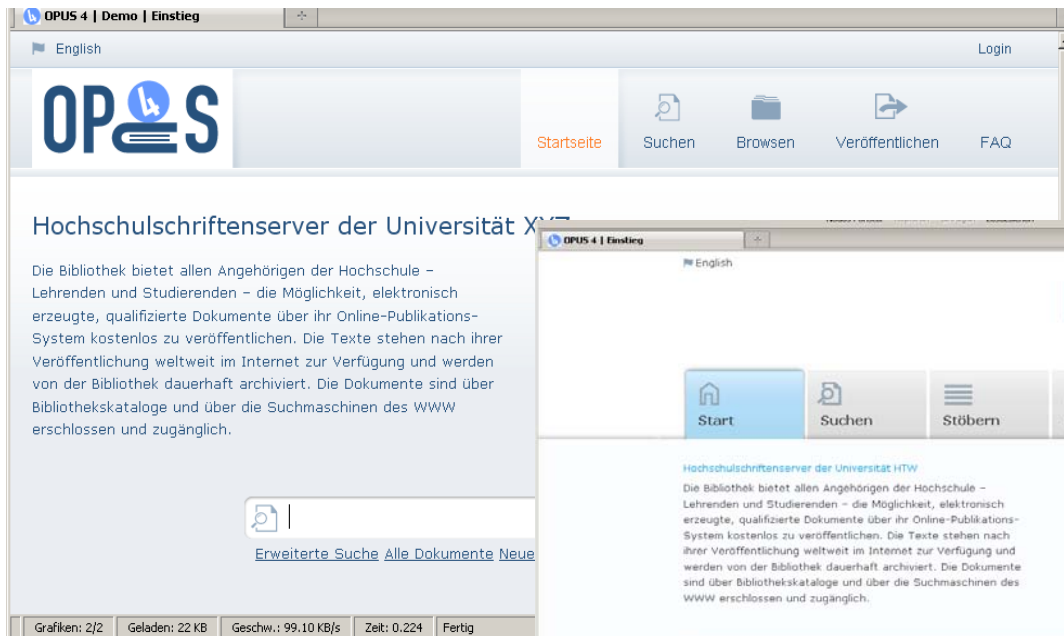 OPUS 4 | Demo | Einstieg
English
Login
OPUS 4
Startseite
Suchen
Browsen
Veröffentlichen
FAQ
Hochschulschriftenserver der Universität XYZ
Die Bibliothek bietet allen Angehörigen der Hochschule –
Lehrenden und Studierenden – die Möglichkeit, elektronisch
erzeugte, qualifizierte Dokumente über ihr Online-Publikations-
System kostenlos zu veröffentlichen. Die Texte stehen nach ihrer
Veröffentlichung weltweit im Internet zur Verfügung und werden
von der Bibliothek dauerhaft archiviert. Die Dokumente sind über
Bibliothekskataloge und über die Suchmaschinen des WWW
erschlossen und zugänglich.
Erweiterte Suche Alle Dokumente Neue
Grafiken: 2/2
Geladen: 22 KB
Geschw.: 99.10 KB/s
Zeit: 0.224
Fertig
OPUS 4 | Einstieg
English
Start
Suchen
Stöbern
Hochschulschriftenserver der Universität HTW
Die Bibliothek bietet allen Angehörigen der Hochschule –
Lehrenden und Studierenden – die Möglichkeit, elektronisch
erzeugte, qualifizierte Dokumente über ihr Online-Publikations-
System kostenlos zu veröffentlichen. Die Texte stehen nach
ihrer Veröffentlichung weltweit im Internet zur Verfügung und
werden von der Bibliothek dauerhaft archiviert. Die Dokumente
sind über Bibliothekskataloge und über die Suchmaschinen des
WWW erschlossen und zugänglich.